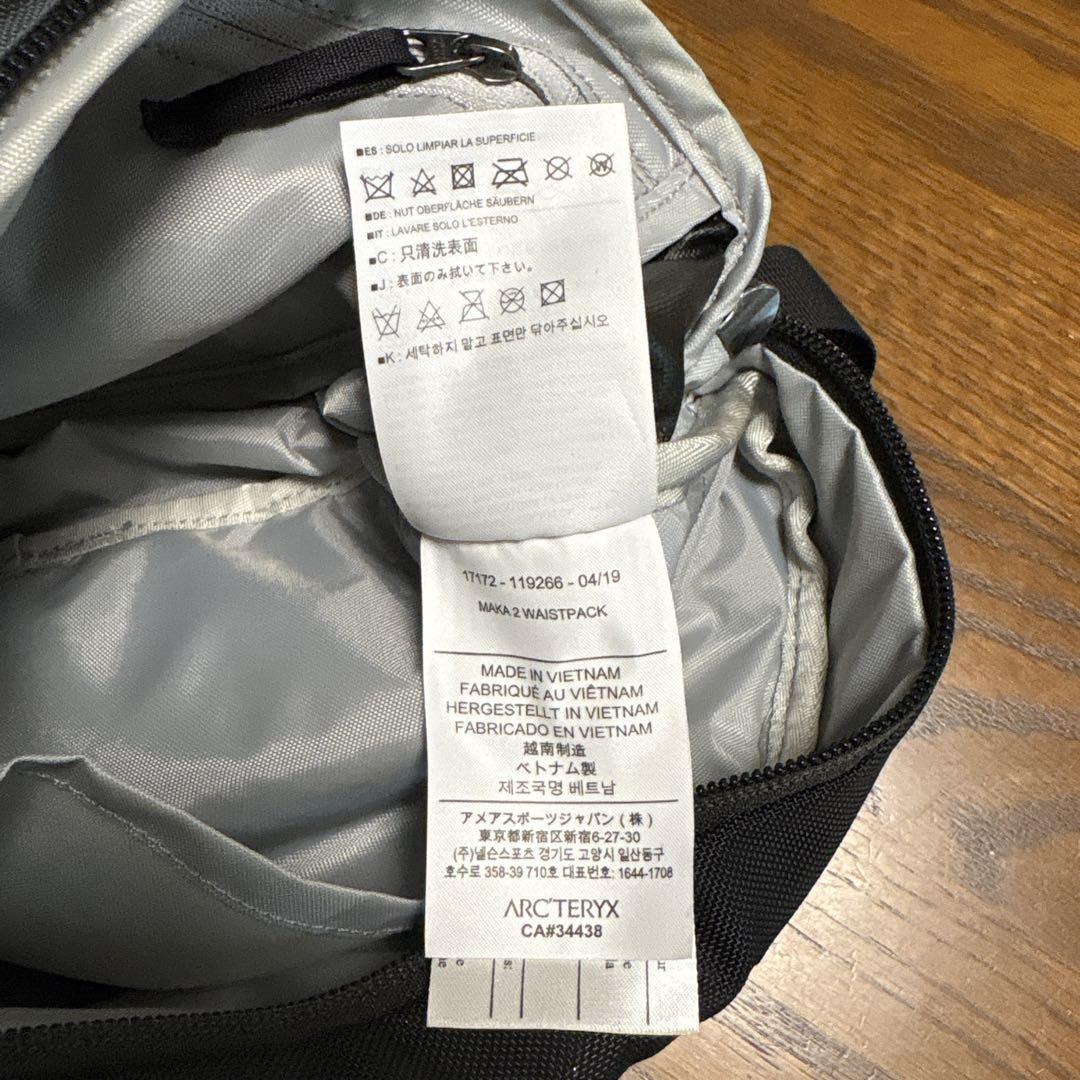 ■ES : SOLO LIMPIAR LA SUPERFICIE
■DE : NUT OBERFLÄCHE SÄUBERN
■IT : LAVARE SOLO L'ESTERNO
■C : 只清洗表面
■J : 表面のみ拭いて下さい。
■K : 세탁하지 말고 표면만 닦아주십시오
17172 - 119266 - 04/19
MAKA 2 WAISTPACK
MADE IN VIETNAM
FABRIQUÉ AU VIÊTNAM
HERGESTELLT IN VIETNAM
FABRICADO EN VIETNAM
越南制造
ベトナム製
제조국명 베트남
アメアスポーツジャパン ( 株 )
東京都新宿区新宿6-27-30
(주)넬슨스포츠 경기도 고양시 일산동구
호수로 358-39 710호 대표번호: 1644-1708
ARC'TERYX
CA#34438